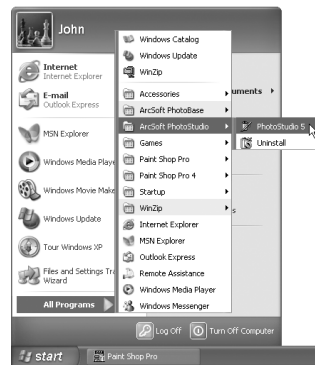 John
Internet
Internet Explorer
E-mail
Outlook Express
MSN Explorer
Windows Media Playe
Windows Movie Make
Windows Update
Tour Windows XP
Files and Settings Tra
Wizard
All Programs
Windows Catalog
Windows Update
WinZip
Accessories
ArcSoft PhotoBase
ArcSoft PhotoStudio
Games
Paint Shop Pro
Paint Shop Pro 4
Startup
WinZip
Internet Explorer
MSN Explorer
Outlook Express
Remote Assistance
Windows Media Player
Windows Messenger
uments
s
PhotoStudio 5
Uninstall
Log Off
Turn Off Computer
start
Paint Shop Pro